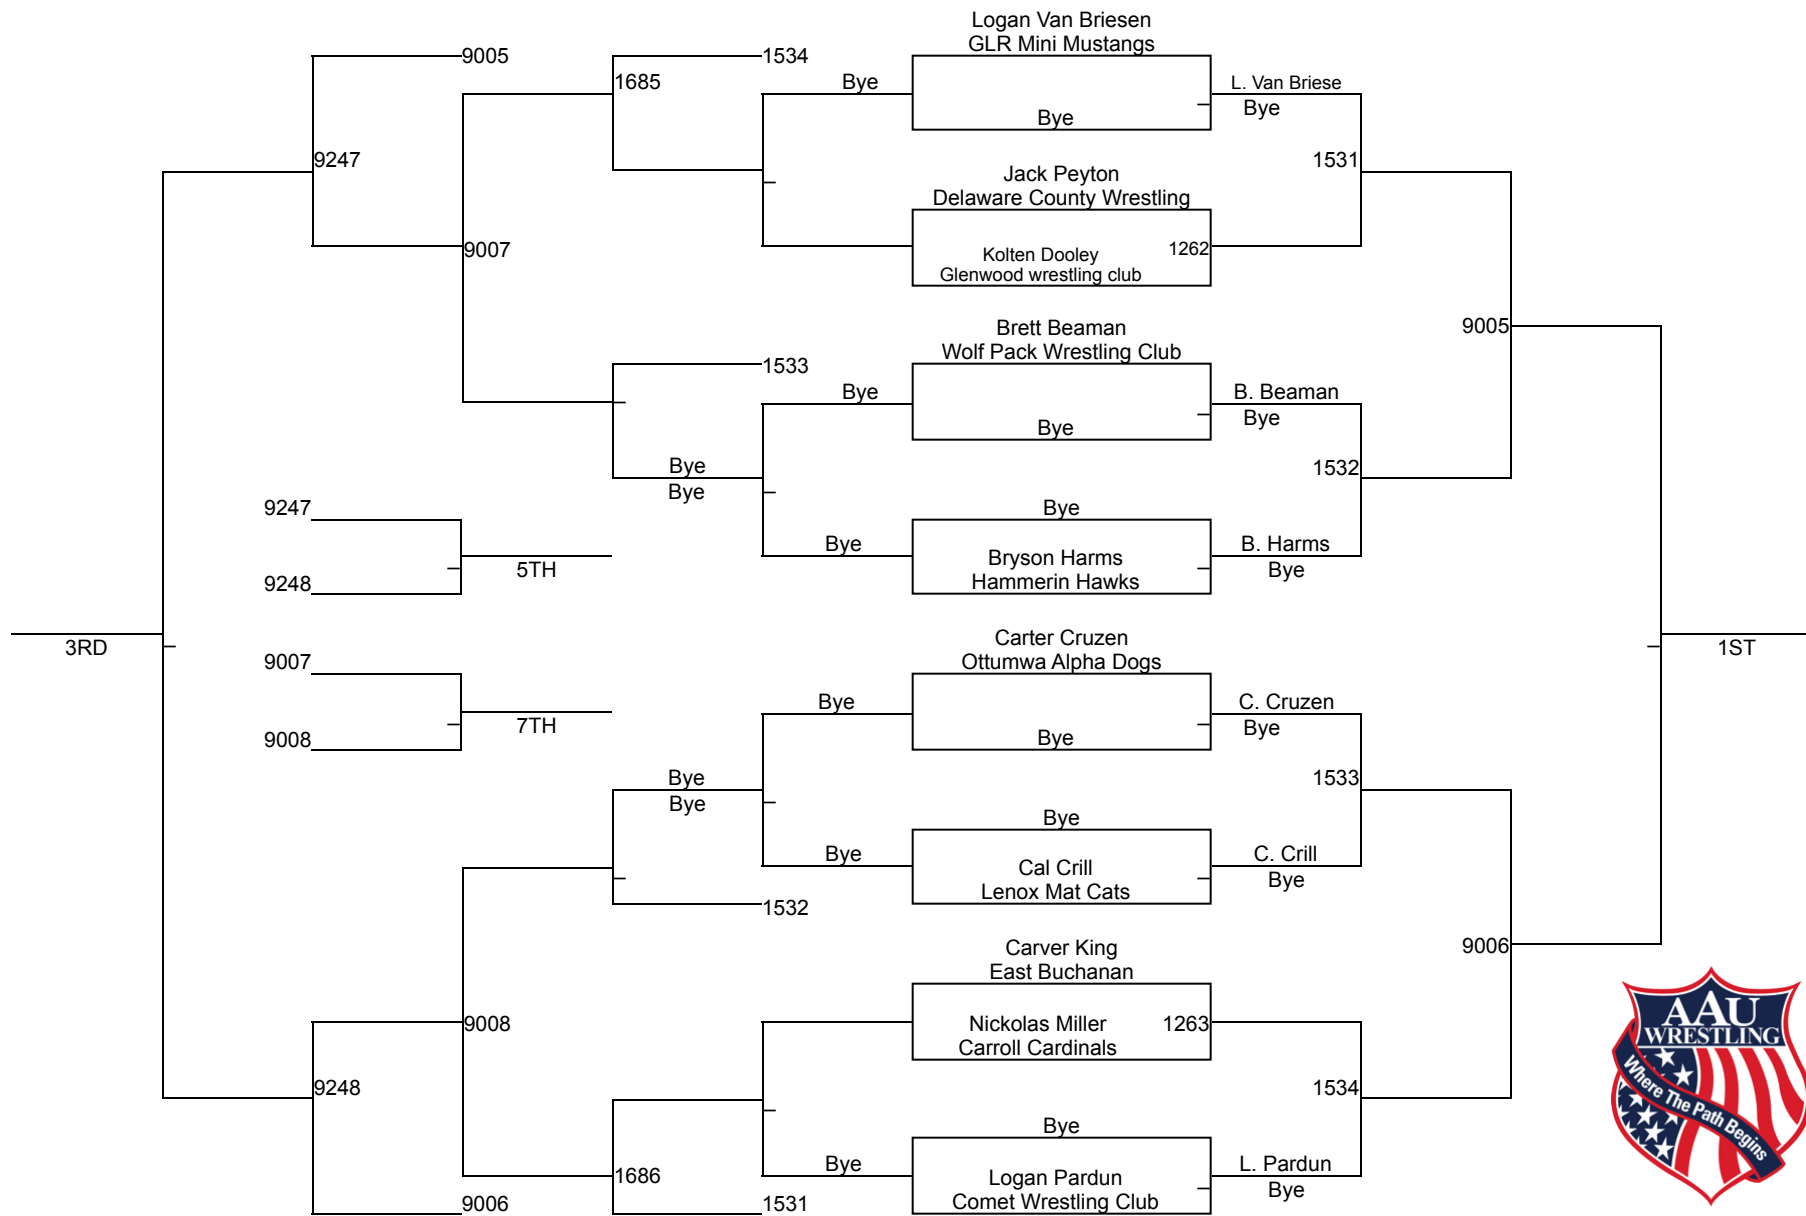 Logan Van Briesen
GLR Mini Mustangs
9005
1534
1685
Bye
L. Van Briese
Bye
Bye
9247
1531
Jack Peyton
Delaware County Wrestling
9007
Kolten Dooley
1262
Glenwood wrestling club
Brett Beaman
Wolf Pack Wrestling Club
9005
1533
Bye
B. Beaman
Bye
Bye
Bye
Bye
1532
9247
Bye
Bye
B. Harms
Bryson Harms
Hammerin Hawks
Bye
5TH
9248
Carter Cruzen
Ottumwa Alpha Dogs
3RD
1ST
9007
Bye
C. Cruzen
Bye
7TH
9008
Bye
Bye
Bye
1533
Bye
Bye
C. Crill
Cal Crill
Lenox Mat Cats
Bye
1532
Carver King
East Buchanan
9006
9008
Nickolas Miller
1263
Carroll Cardinals
9248
1534
Bye
Bye
L. Pardun
1686
Logan Pardun
Comet Wrestling Club
Bye
9006
1531
AAU
WRESTLING
Where The Path Begins